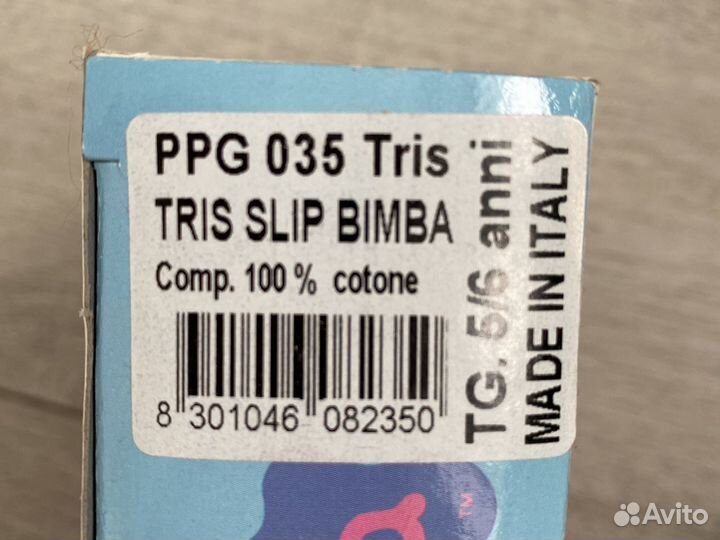 PPG 035 Tris
TRIS SLIP BIMBA
Comp. 100 % cotone
8 301046 082350
TG. 5/6 anni
MADE IN ITALY
TM
Avito